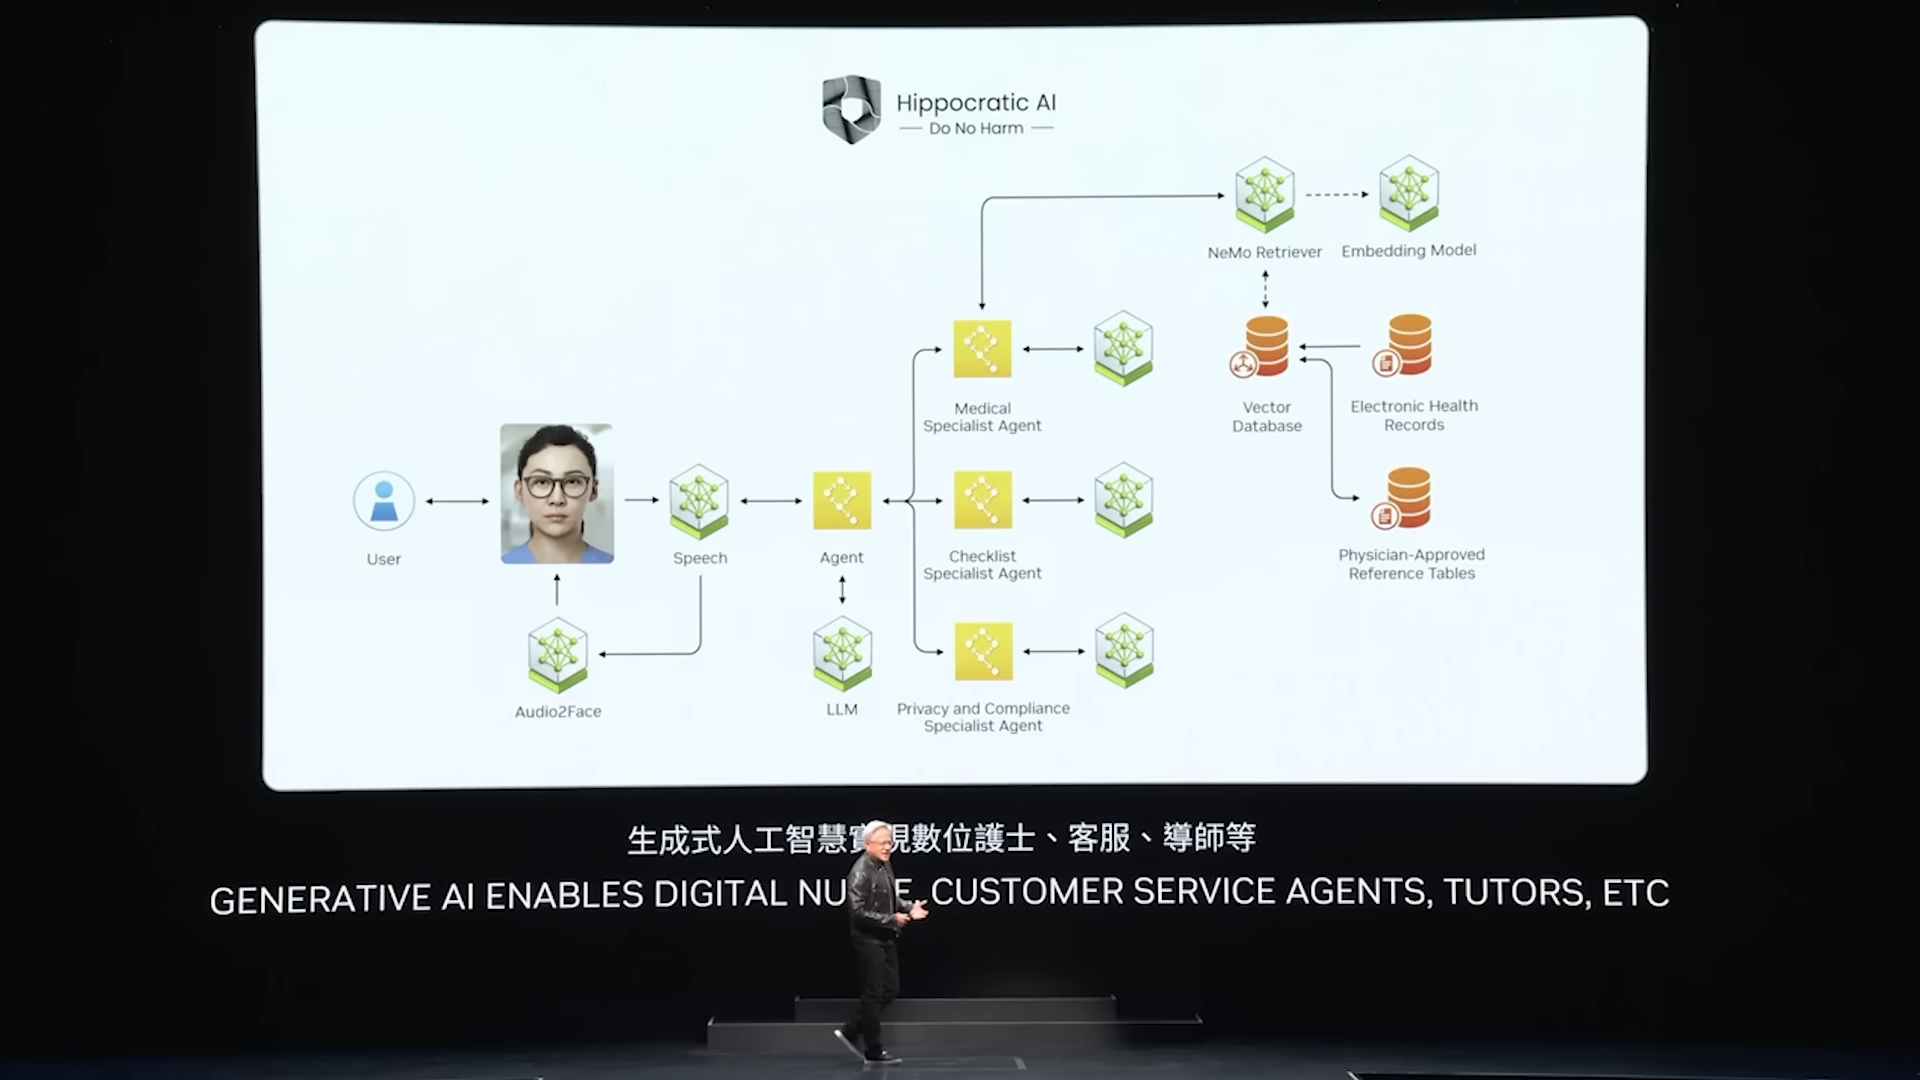 Hippocratic AI
Do No Harm
NeMo Retriever
Embedding Model
Medical
Specialist Agent
Vector
Database
Electronic Health
Records
User
Speech
Agent
Checklist
Specialist Agent
Physician-Approved
Reference Tables
Audio2Face
LLM
Privacy and Compliance
Specialist Agent
生成式人工智慧實現數位護士、客服、導師等
GENERATIVE AI ENABLES DIGITAL CUSTOMER SERVICE AGENTS, TUTORS, ETC